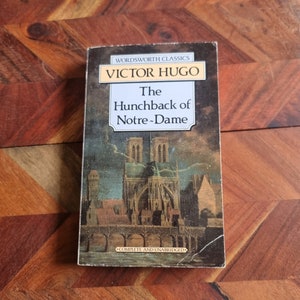 WORDSWORTH CLASSICS
VICTOR HUGO
The
Hunchback of
Notre-Dame
COMPLETE AND UNABRIDGED